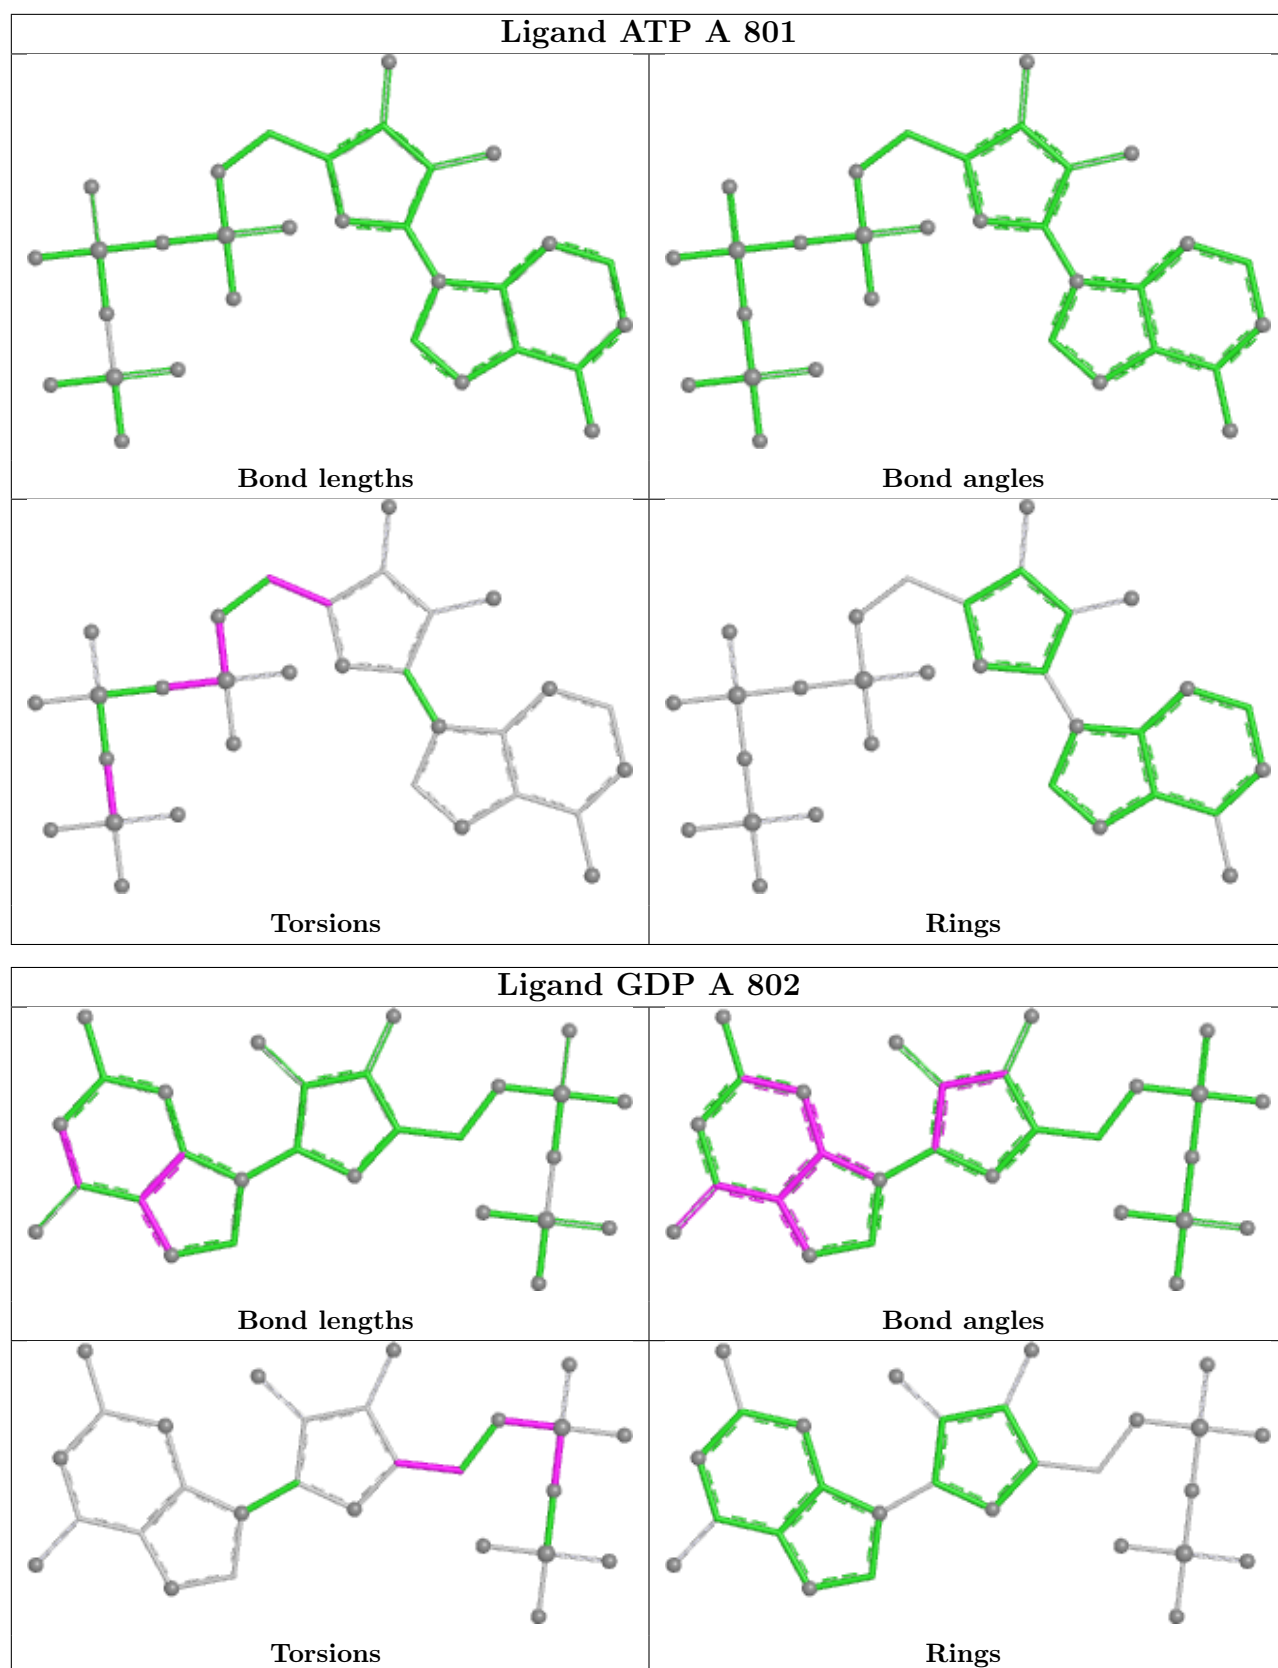 Ligand ATP A 801
Bond lengths
Bond angles
Torsions
Rings
Ligand GDP A 802
Bond lengths
Bond angles
Torsions
Rings